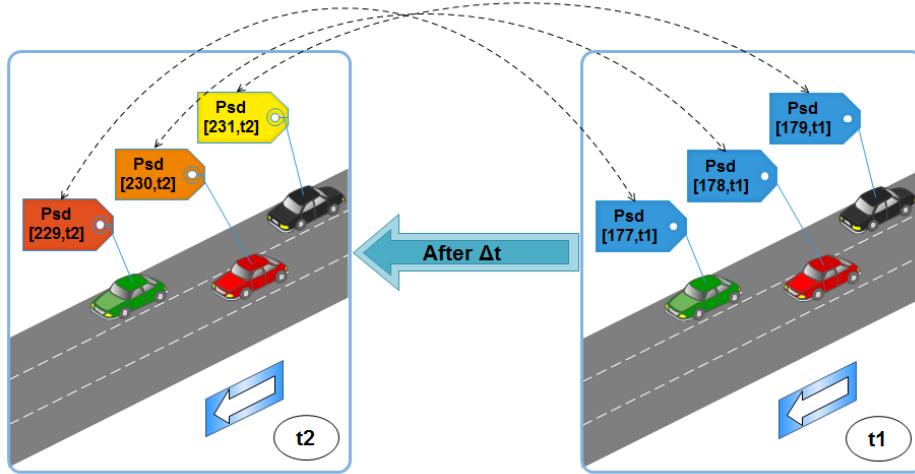 Psd
[231,t2]
Psd
[230,t2]
Psd
[229,t2]
t2
After Δt
Psd
[179,t1]
Psd
[178,t1]
Psd
[177,t1]
t1